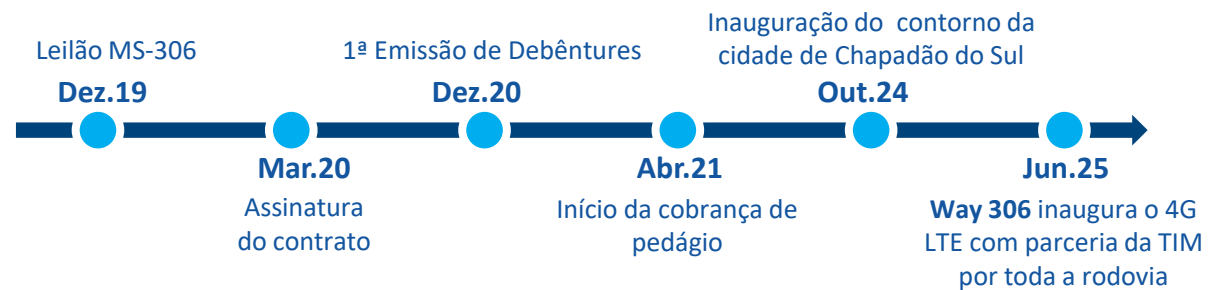 Leilão MS-306
Dez.19
Mar.20
Assinatura
do contrato
1ª Emissão de Debêntures
Dez.20
Abr.21
Início da cobrança de
pedágio
Inauguração do contorno da
cidade de Chapadão do Sul
Out.24
Jun.25
Way 306 inaugura o 4G
LTE com parceria da TIM
por toda a rodovia